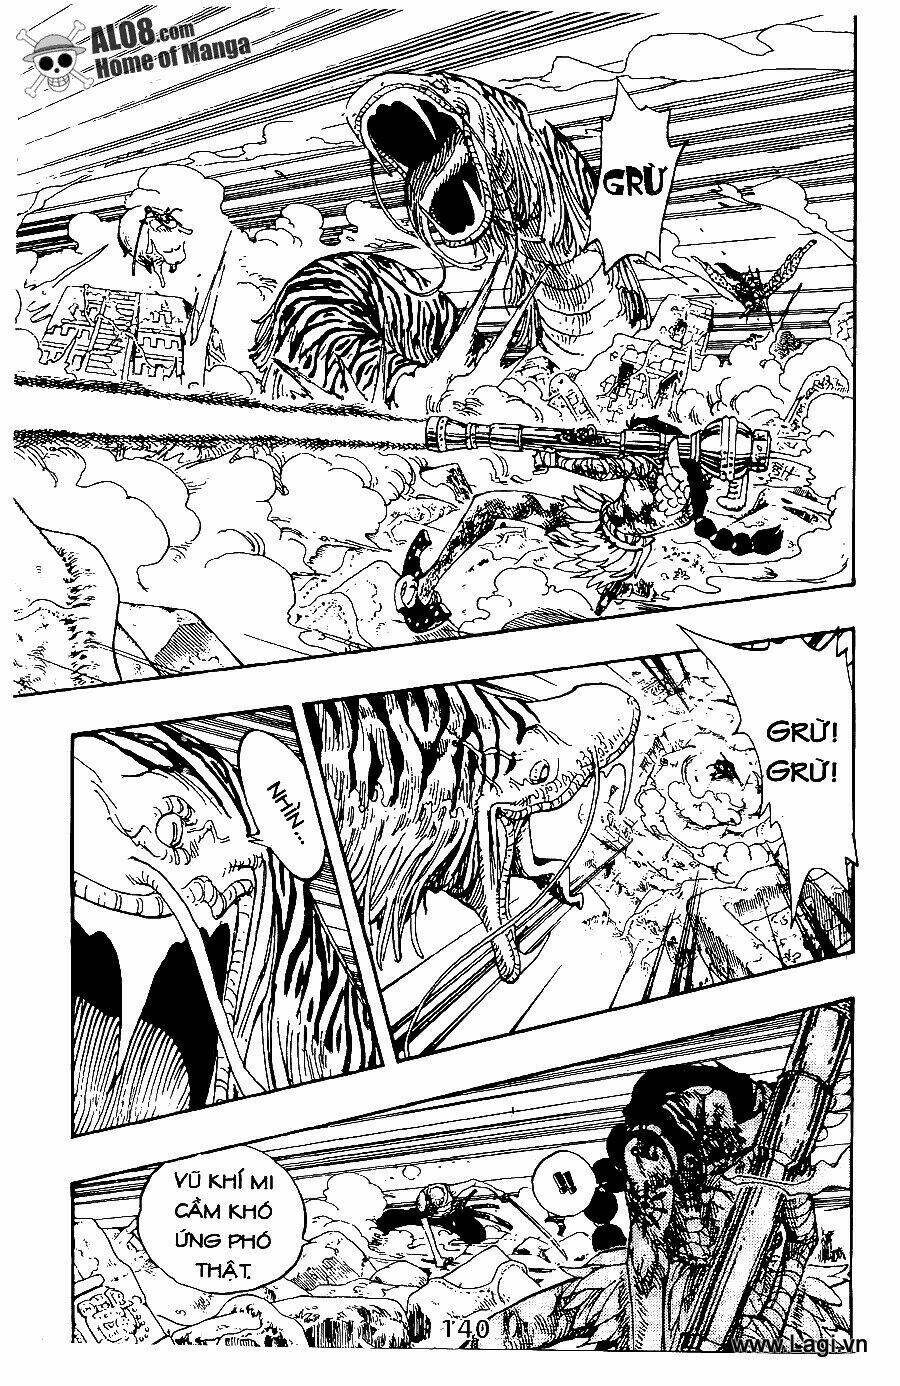 AL08.com
Home of Manga
GRỪ
GRỪ!
GRỪ!
NHÌN...
!!
VŨ KHÍ MI
CẦM KHÓ
ỨNG PHÓ
THẬT.
140
www.Lagi.vn